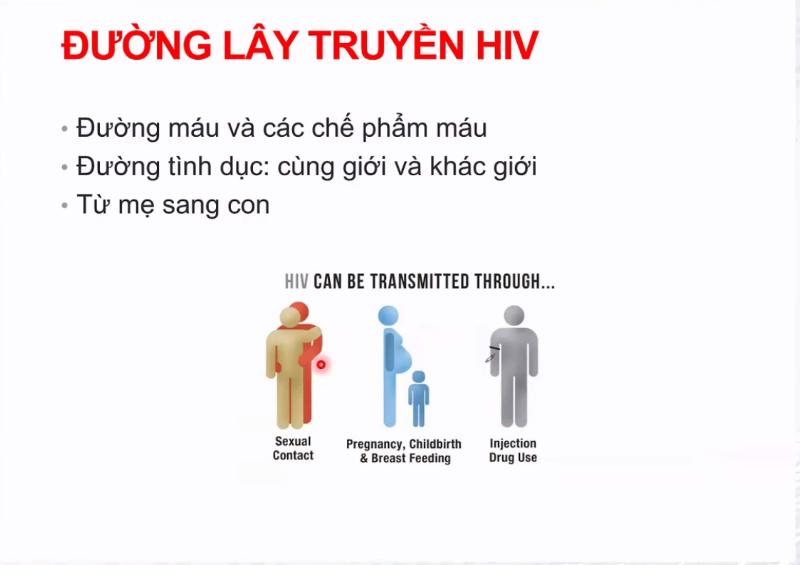 ĐƯỜNG LÂY TRUYỀN HIV
• Đường máu và các chế phẩm máu
• Đường tình dục: cùng giới và khác giới
• Từ mẹ sang con
HIV CAN BE TRANSMITTED THROUGH...
Sexual
Contact
Pregnancy, Childbirth
& Breast Feeding
Injection
Drug Use